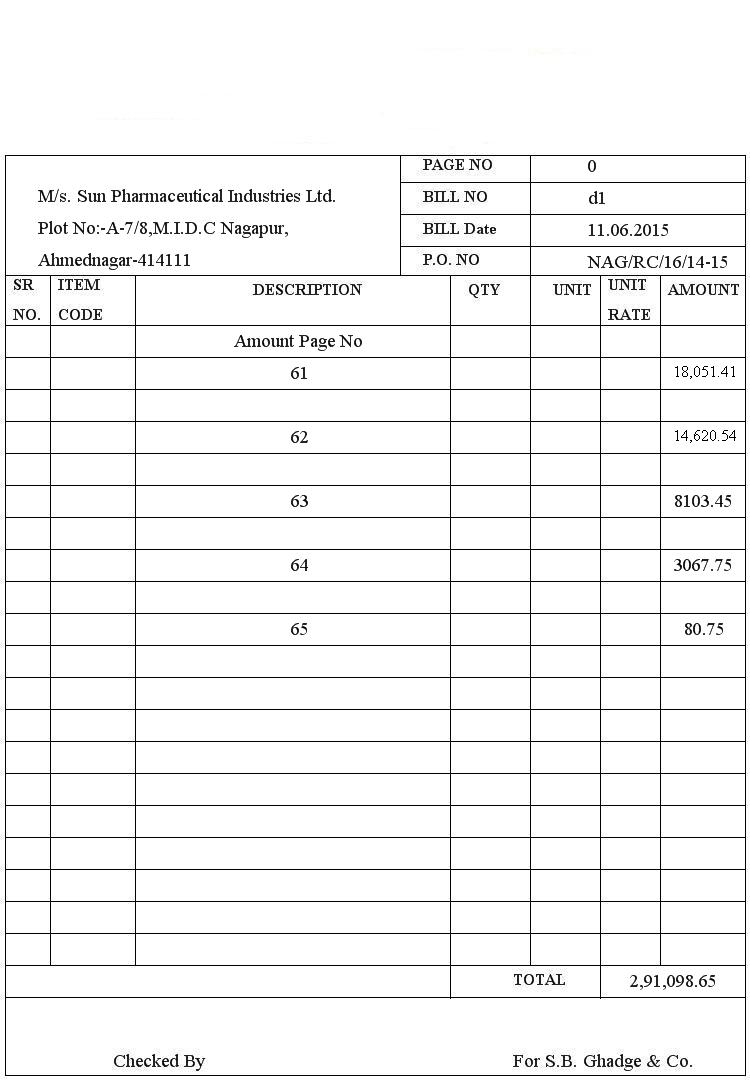 PAGE NO 0
M/s. Sun Pharmaceutical Industries Ltd. BILL NO d1
Plot No:-A-7/8,M.I.D.C Nagapur, BILL Date 11.06.2015
Ahmednagar-414111 P.O. NO NAG/RC/16/14-15
SR NO. ITEM CODE DESCRIPTION QTY UNIT UNIT RATE AMOUNT
Amount Page No
61 18,051.41
62 14,620.54
63 8103.45
64 3067.75
65 80.75
TOTAL 2,91,098.65
Checked By For S.B. Ghadge & Co.